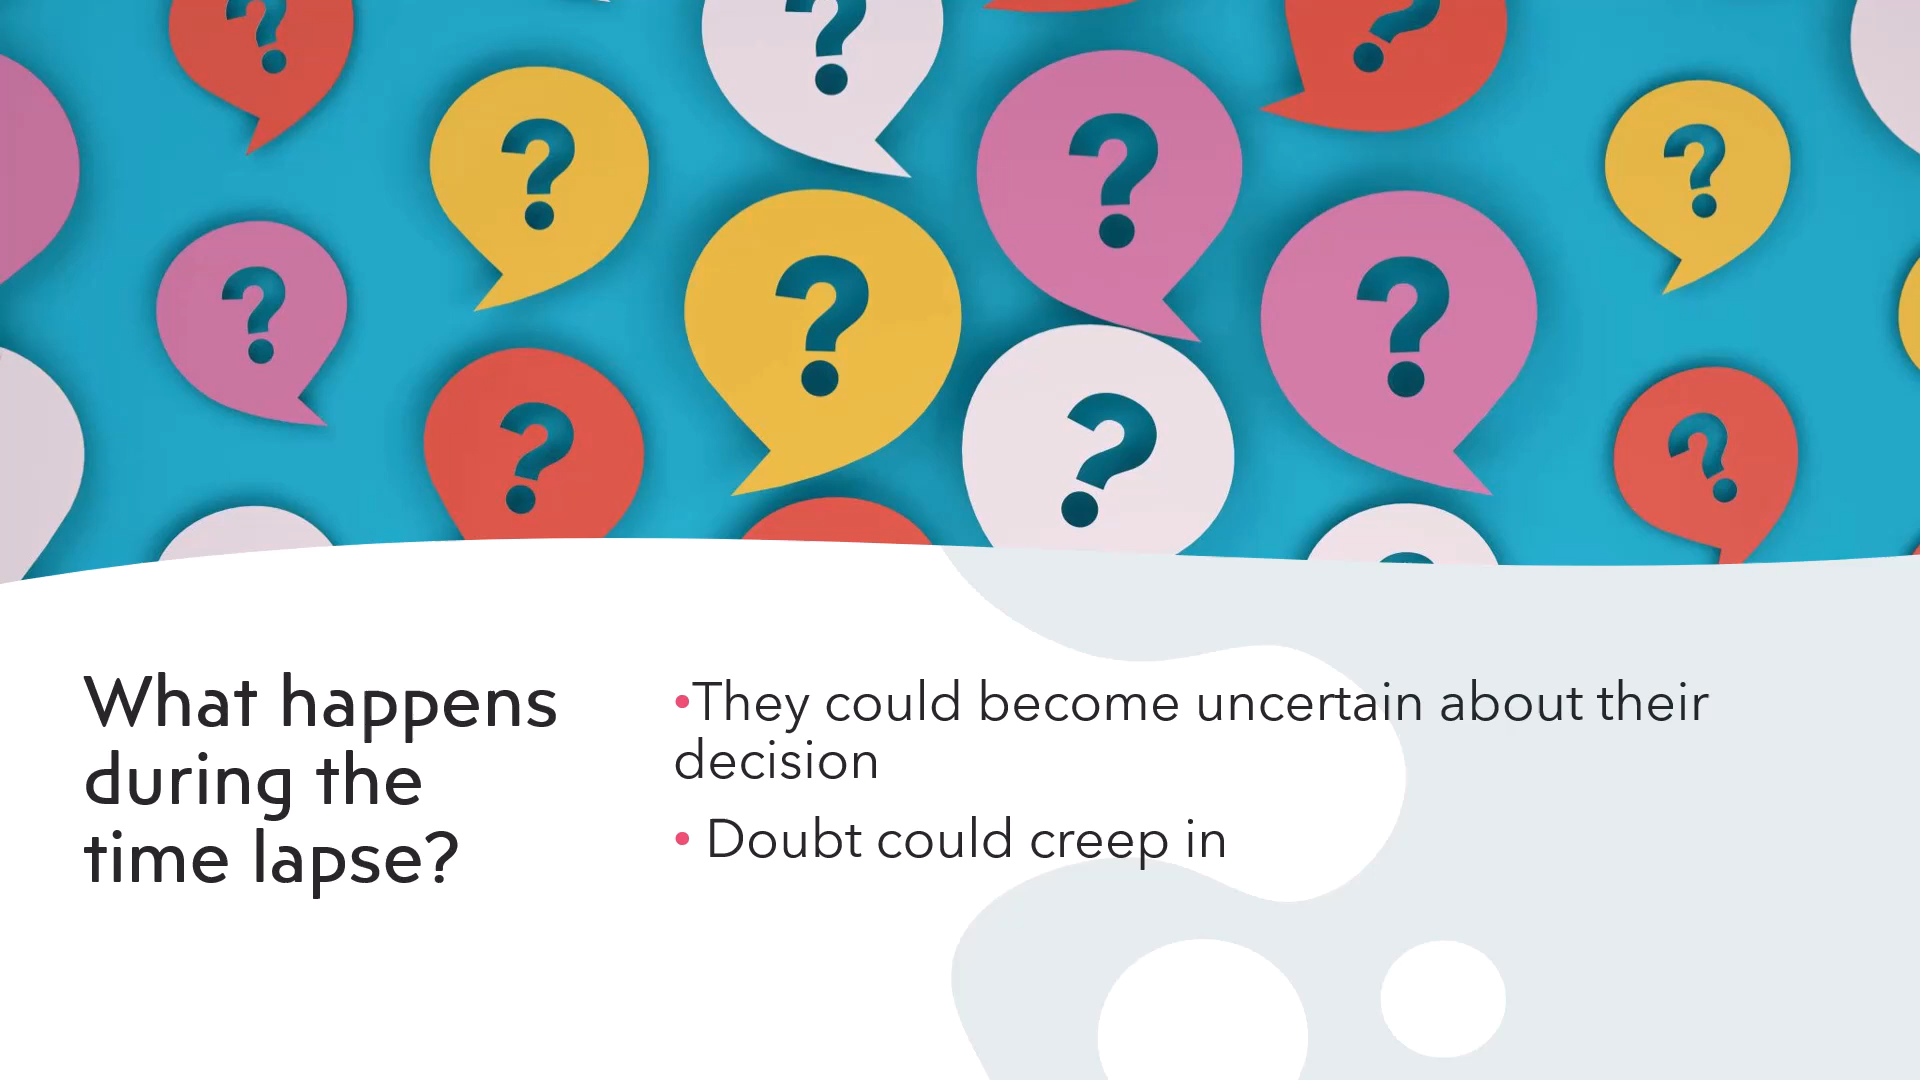 What happens
during the
time lapse?
•They could become uncertain about their
decision
• Doubt could creep in